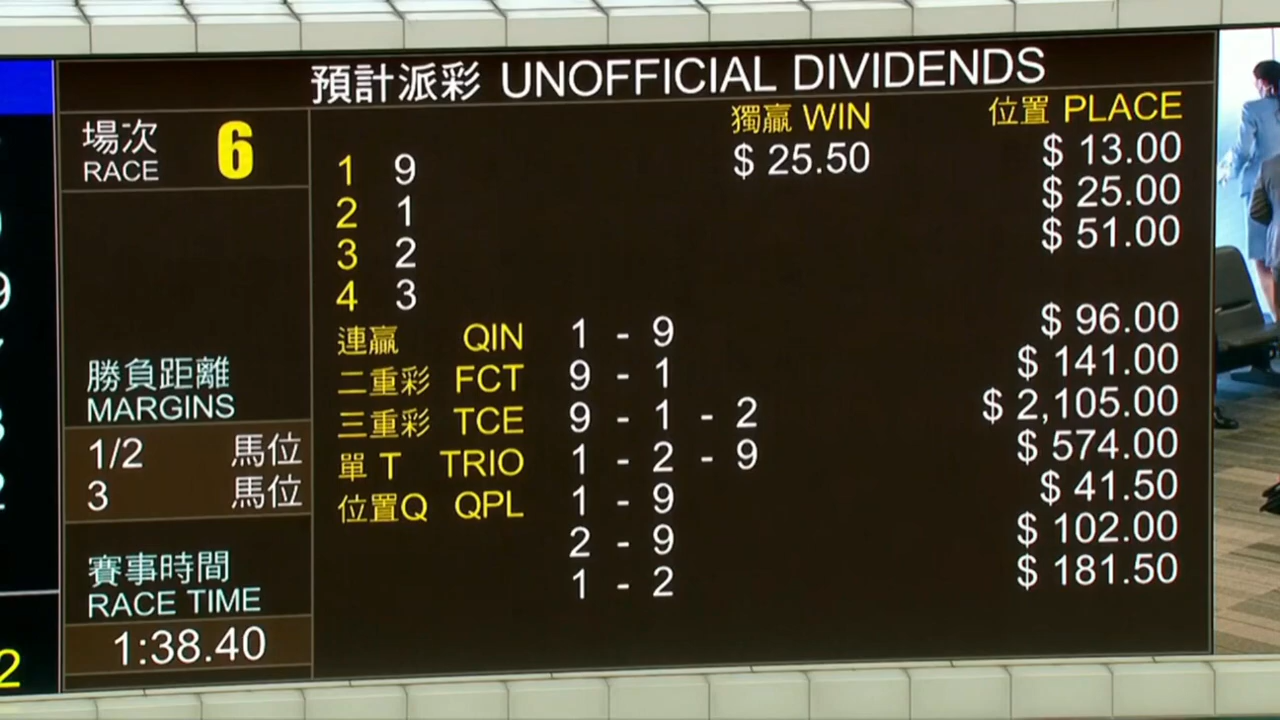 預計派彩 UNOFFICIAL DIVIDENDS
場次 RACE 6
獨贏 WIN 位置 PLACE
1 9 $ 25.50 $ 13.00
2 1 $ 25.00
3 2 $ 51.00
4 3
連贏 QIN 1 - 9 $ 96.00
二重彩 FCT 9 - 1 $ 141.00
三重彩 TCE 9 - 1 - 2 $ 2,105.00
單 T TRIO 1 - 2 - 9 $ 574.00
位置Q QPL 1 - 9 $ 41.50
2 - 9 $ 102.00
1 - 2 $ 181.50
勝負距離
MARGINS
1/2 馬位
3 馬位
賽事時間
RACE TIME
1:38.40
9
2